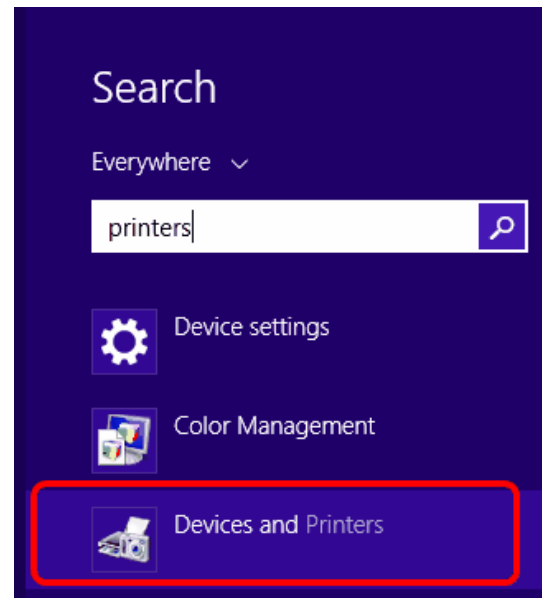 Search
Everywhere
printers
Device settings
Color Management
Devices and Printers